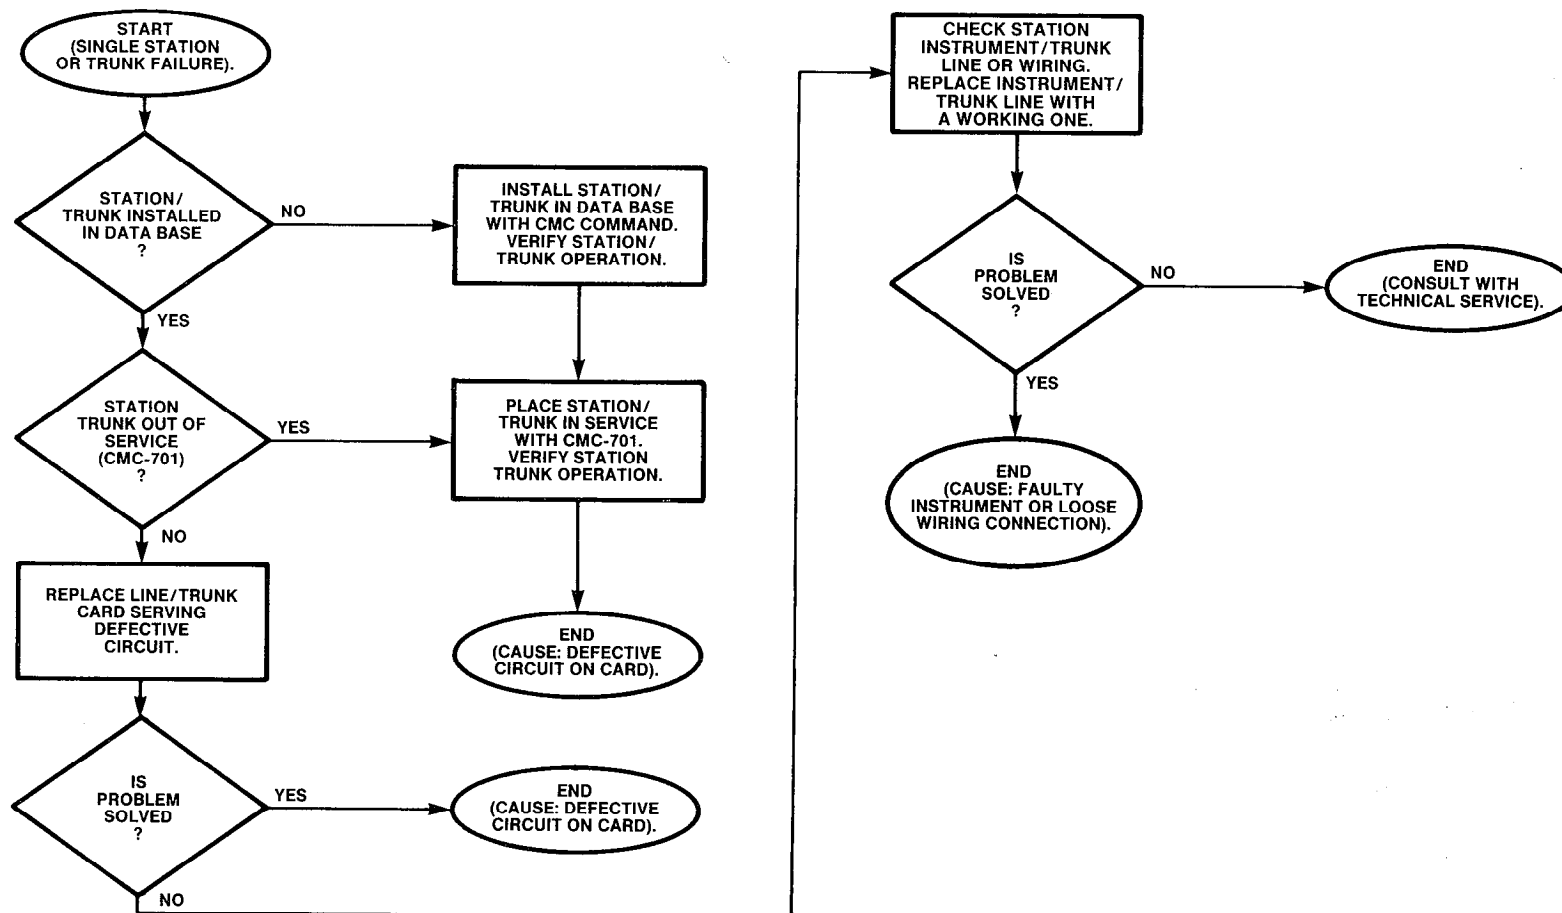 START
(SINGLE STATION
OR TRUNK FAILURE).
STATION/
TRUNK INSTALLED
IN DATA BASE
?
NO
INSTALL STATION/
TRUNK IN DATA BASE
WITH CMC COMMAND.
VERIFY STATION/
TRUNK OPERATION.
YES
STATION
TRUNK OUT OF
SERVICE
(CMC-701)
?
YES
PLACE STATION/
TRUNK IN SERVICE
WITH CMC-701.
VERIFY STATION
TRUNK OPERATION.
NO
REPLACE LINE/TRUNK
CARD SERVING
DEFECTIVE
CIRCUIT.
END
(CAUSE: DEFECTIVE
CIRCUIT ON CARD).
IS
PROBLEM
SOLVED
?
YES
END
(CAUSE: DEFECTIVE
CIRCUIT ON CARD).
NO
CHECK STATION
INSTRUMENT/TRUNK
LINE OR WIRING.
REPLACE INSTRUMENT/
TRUNK LINE WITH
A WORKING ONE.
IS
PROBLEM
SOLVED
?
NO
END
(CONSULT WITH
TECHNICAL SERVICE).
YES
END
(CAUSE: FAULTY
INSTRUMENT OR LOOSE
WIRING CONNECTION).